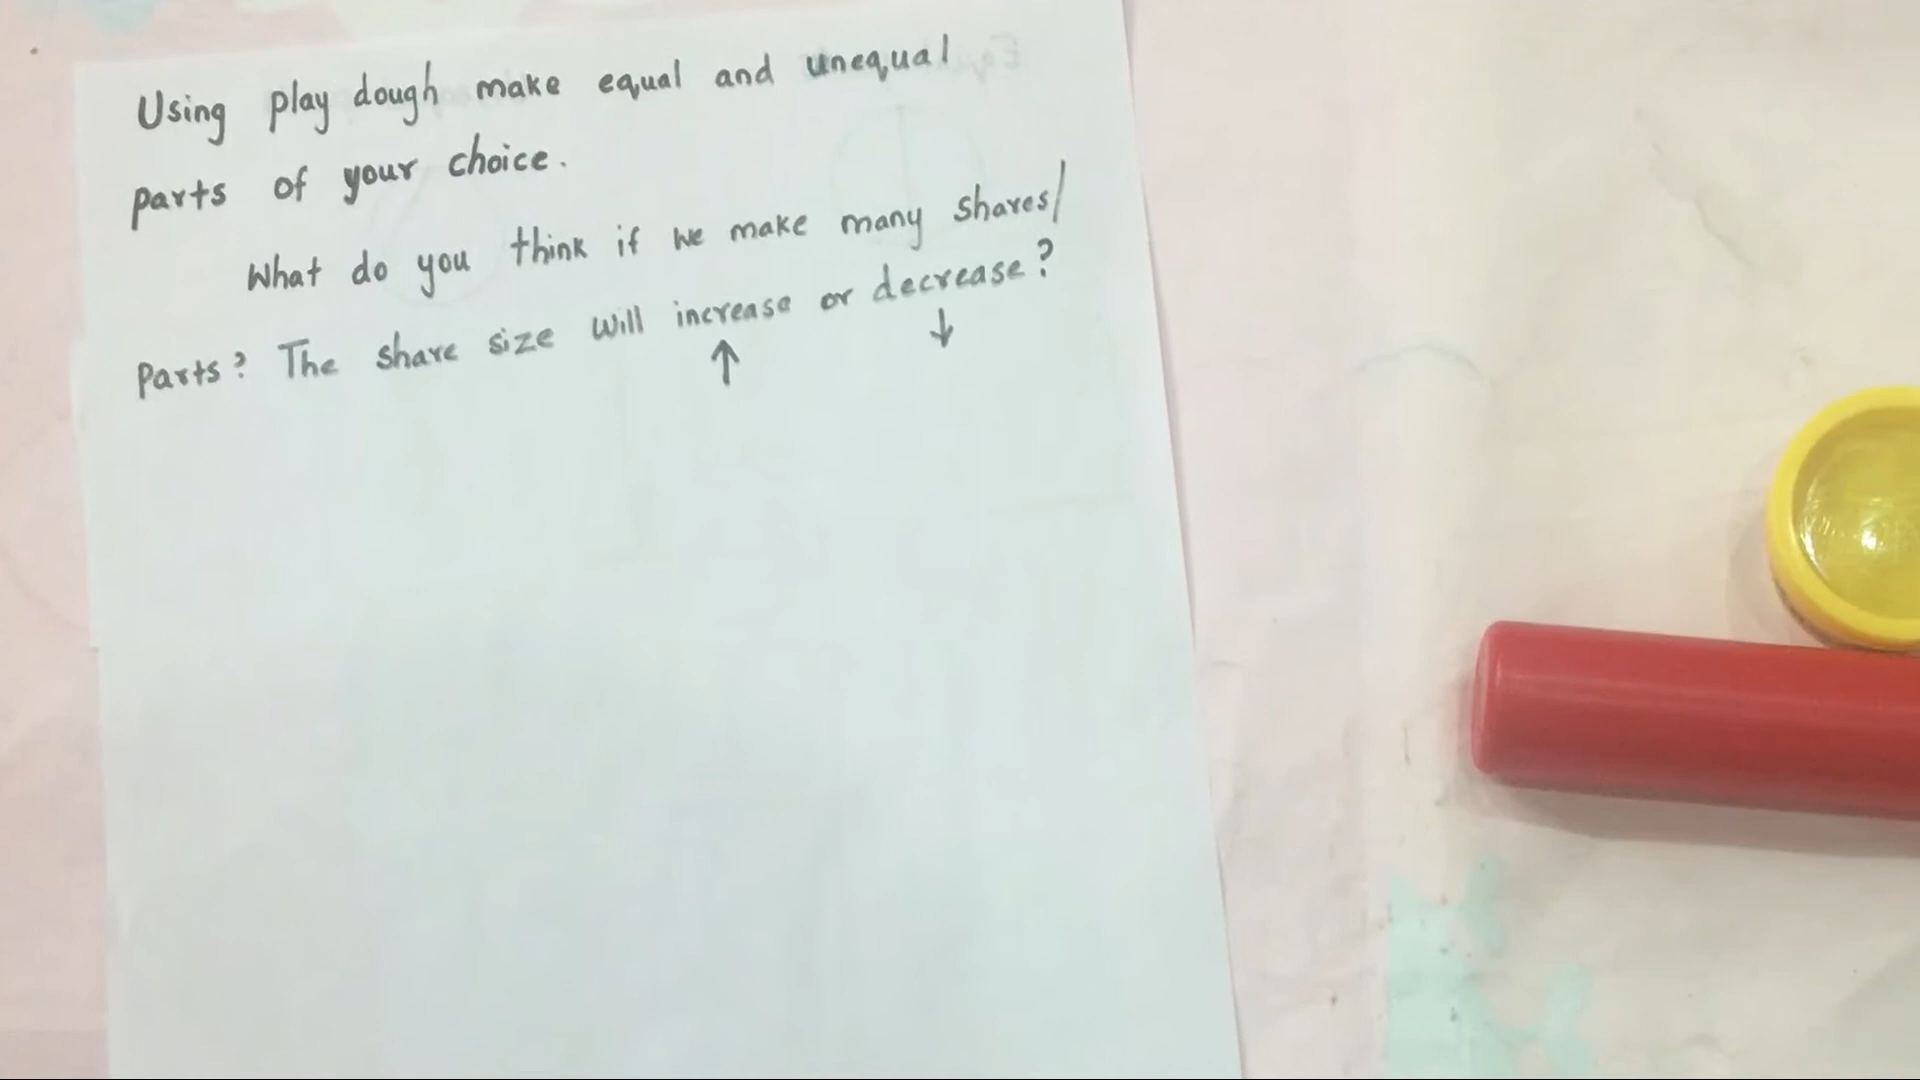 Using play dough make equal and unequal
parts of your choice.
What do you think if we make many shares/
parts? The share size will increase or decrease?
↑ ↓